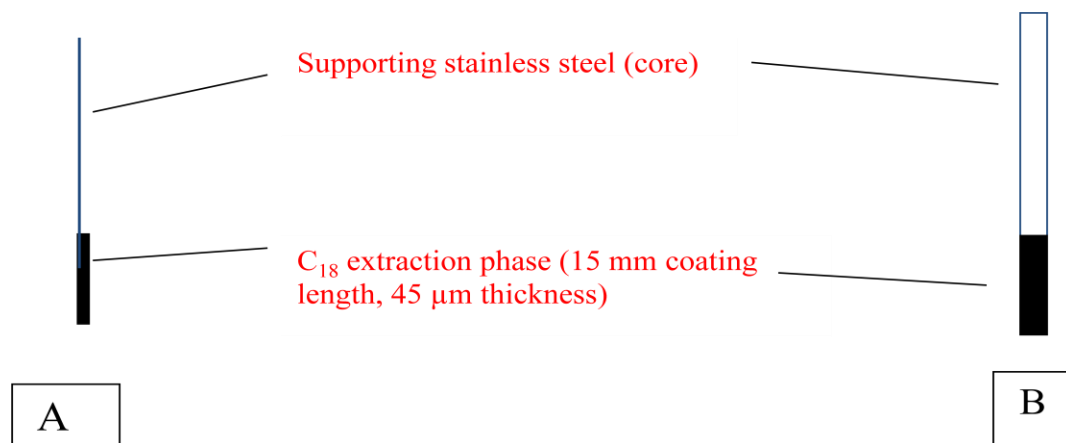 Supporting stainless steel (core)
C₁₈ extraction phase (15 mm coating
length, 45 µm thickness)
A
B